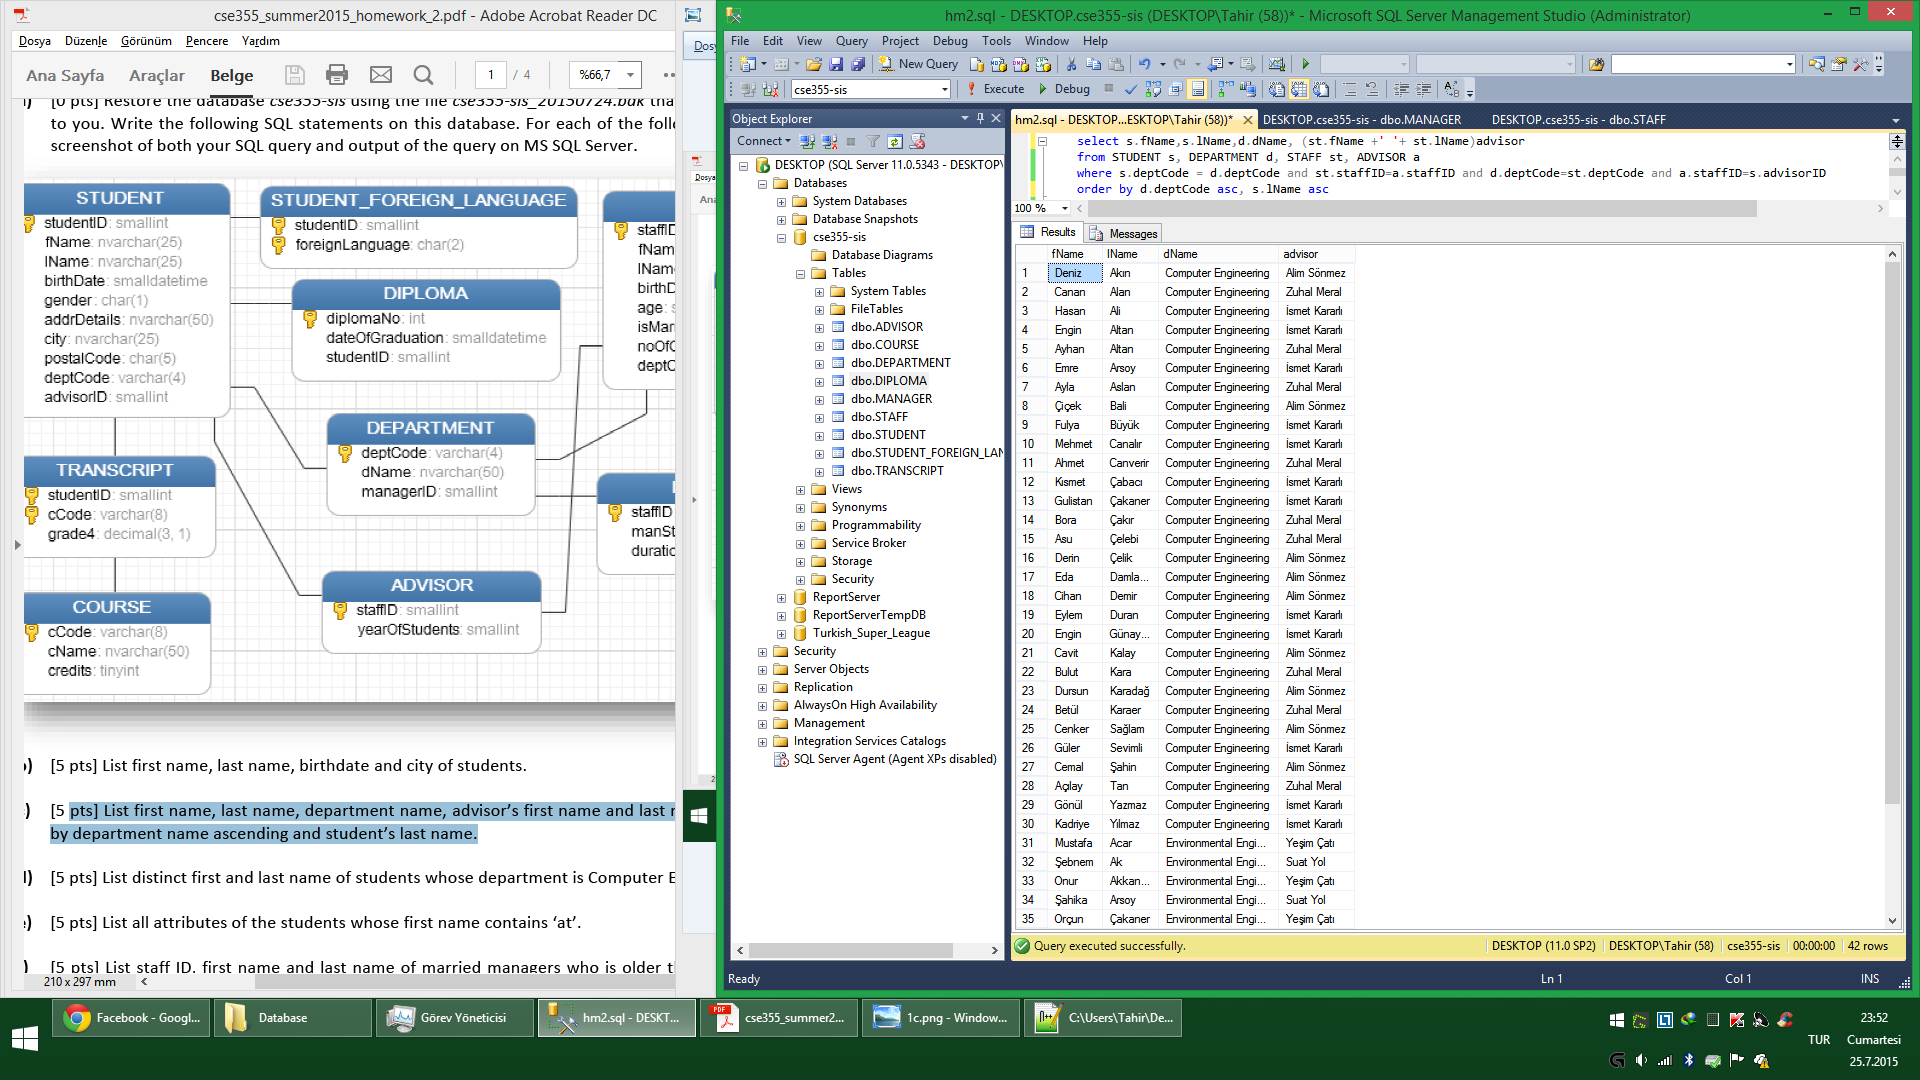 cse355_summer2015_homework_2.pdf - Adobe Acrobat Reader DC
Dosya Düzenle Görünüm Pencere Yardım
Ana Sayfa Araçlar Belge 1 / 4 %66,7
[0 pts] Restore the database cse355-sis using the file cse355-sis_20150724.bak tha
to you. Write the following SQL statements on this database. For each of the foll
screenshot of both your SQL query and output of the query on MS SQL Server.
STUDENT
studentID: smallint
fName: nvarchar(25)
lName: nvarchar(25)
birthDate: smalldatetime
gender: char(1)
addrDetails: nvarchar(50)
city: nvarchar(25)
postalCode: char(5)
deptCode: varchar(4)
advisorID: smallint
STUDENT_FOREIGN_LANGUAGE
studentID: smallint
foreignLanguage: char(2)
DIPLOMA
diplomaNo: int
dateOfGraduation: smalldatetime
studentID: smallint
staffID
fName
lName
birthD
age:
isMarr
noOfC
deptC
DEPARTMENT
deptCode: varchar(4)
dName: nvarchar(50)
managerID: smallint
TRANSCRIPT
studentID: smallint
cCode: varchar(8)
grade4: decimal(3, 1)
staffID
manSt
duratio
ADVISOR
staffID: smallint
yearOfStudents: smallint
COURSE
cCode: varchar(8)
cName: nvarchar(50)
credits: tinyint
[5 pts] List first name, last name, birthdate and city of students.
[5 pts] List first name, last name, department name, advisor’s first name and last n
by department name ascending and student’s last name.
[5 pts] List distinct first and last name of students whose department is Computer E
[5 pts] List all attributes of the students whose first name contains ‘at’.
[5 pts] List staff ID, first name and last name of married managers who is older t
210 x 297 mm
Dosy
Dosya
Ana
hm2.sql - DESKTOP.cse355-sis (DESKTOP\Tahir (58))* - Microsoft SQL Server Management Studio (Administrator)
File Edit View Query Project Debug Tools Window Help
New Query
cse355-sis Execute Debug
Object Explorer
Connect
DESKTOP (SQL Server 11.0.5343 - DESKTOP\
Databases
System Databases
Database Snapshots
cse355-sis
Database Diagrams
Tables
System Tables
FileTables
dbo.ADVISOR
dbo.COURSE
dbo.DEPARTMENT
dbo.DIPLOMA
dbo.MANAGER
dbo.STAFF
dbo.STUDENT
dbo.STUDENT_FOREIGN_LAN
dbo.TRANSCRIPT
Views
Synonyms
Programmability
Service Broker
Storage
Security
ReportServer
ReportServerTempDB
Turkish_Super_League
Security
Server Objects
Replication
AlwaysOn High Availability
Management
Integration Services Catalogs
SQL Server Agent (Agent XPs disabled)
hm2.sql - DESKTOP...ESKTOP\Tahir (58))* DESKTOP.cse355-sis - dbo.MANAGER DESKTOP.cse355-sis - dbo.STAFF
select s.fName,s.lName,d.dName, (st.fName +' '+ st.lName)advisor
from STUDENT s, DEPARTMENT d, STAFF st, ADVISOR a
where s.deptCode = d.deptCode and st.staffID=a.staffID and d.deptCode=st.deptCode and a.staffID=s.advisorID
order by d.deptCode asc, s.lName asc
100 %
Results Messages
fName lName dName advisor
1 Deniz Akın Computer Engineering Alim Sönmez
2 Canan Alan Computer Engineering Zuhal Meral
3 Hasan Ali Computer Engineering İsmet Kararlı
4 Engin Altan Computer Engineering İsmet Kararlı
5 Ayhan Altan Computer Engineering Zuhal Meral
6 Emre Arsoy Computer Engineering İsmet Kararlı
7 Ayla Aslan Computer Engineering Zuhal Meral
8 Çiçek Bali Computer Engineering Alim Sönmez
9 Fulya Büyük Computer Engineering İsmet Kararlı
10 Mehmet Canalır Computer Engineering İsmet Kararlı
11 Ahmet Canverir Computer Engineering Zuhal Meral
12 Kısmet Çabacı Computer Engineering İsmet Kararlı
13 Gulistan Çakaner Computer Engineering İsmet Kararlı
14 Bora Çakır Computer Engineering Zuhal Meral
15 Asu Çelebi Computer Engineering Zuhal Meral
16 Derin Çelik Computer Engineering Alim Sönmez
17 Eda Damla... Computer Engineering Alim Sönmez
18 Cihan Demir Computer Engineering Alim Sönmez
19 Eylem Duran Computer Engineering İsmet Kararlı
20 Engin Günay... Computer Engineering İsmet Kararlı
21 Cavit Kalay Computer Engineering Alim Sönmez
22 Bulut Kara Computer Engineering Zuhal Meral
23 Dursun Karadağ Computer Engineering Alim Sönmez
24 Betül Karaer Computer Engineering Zuhal Meral
25 Cenker Sağlam Computer Engineering Alim Sönmez
26 Güler Sevimli Computer Engineering İsmet Kararlı
27 Cemal Şahin Computer Engineering Alim Sönmez
28 Açılay Tan Computer Engineering Zuhal Meral
29 Gönül Yazmaz Computer Engineering İsmet Kararlı
30 Kadriye Yılmaz Computer Engineering İsmet Kararlı
31 Mustafa Acar Environmental Engi... Yeşim Çatı
32 Şebnem Ak Environmental Engi... Suat Yol
33 Onur Akkan... Environmental Engi... Yeşim Çatı
34 Şahika Arsoy Environmental Engi... Suat Yol
35 Orçun Çakaner Environmental Engi... Yeşim Çatı
Query executed successfully. DESKTOP (11.0 SP2) DESKTOP\Tahir (58) cse355-sis 00:00:00 42 rows
Ready Ln 1 Col 1 INS
Facebook - Googl... Database Görev Yöneticisi hm2.sql - DESKT... cse355_summer2... 1c.png - Window... C:\Users\Tahir\De...
TUR
23:52
Cumartesi
25.7.2015